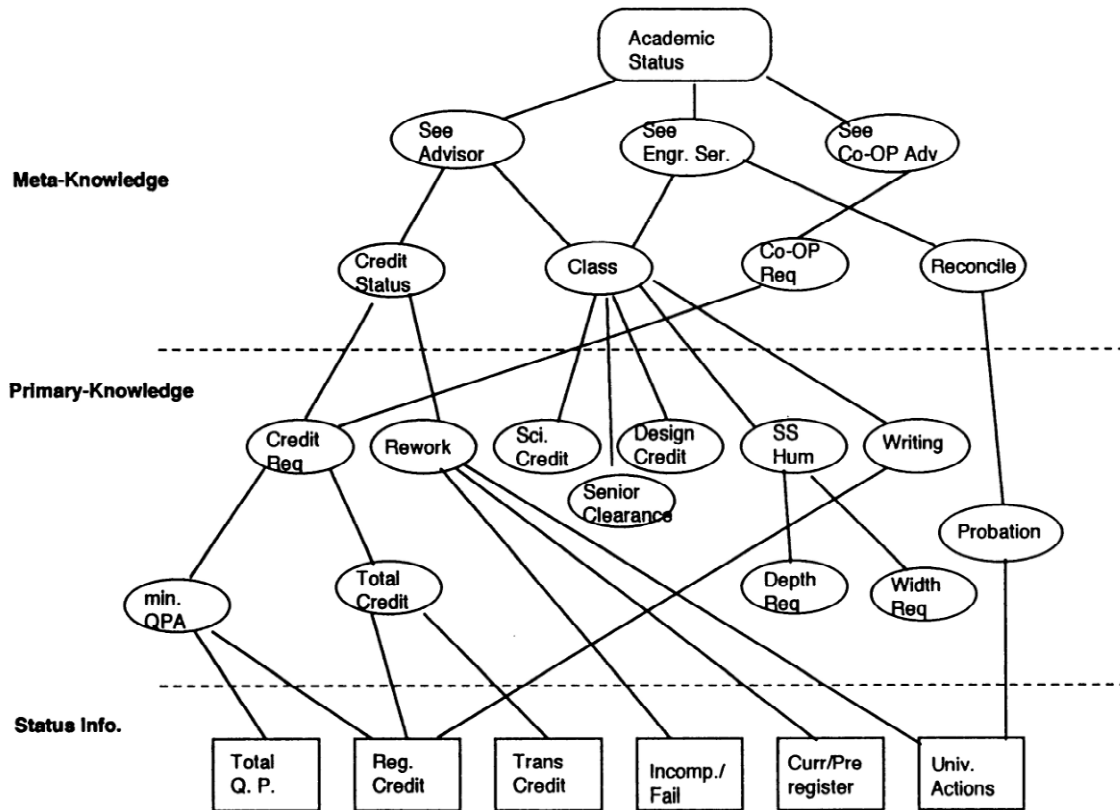 Academic
Status
See
Advisor
See
Engr. Ser.
See
Co-OP Adv
Meta-Knowledge
Credit
Status
Class
Co-OP
Req
Reconcile
Primary-Knowledge
Credit
Req
Rework
Sci.
Credit
Design
Credit
SS
Hum
Writing
Senior
Clearance
Probation
min.
QPA
Total
Credit
Depth
Req
Width
Req
Status Info.
Total
Q. P.
Reg.
Credit
Trans
Credit
Incomp./
Fail
Curr/Pre
register
Univ.
Actions